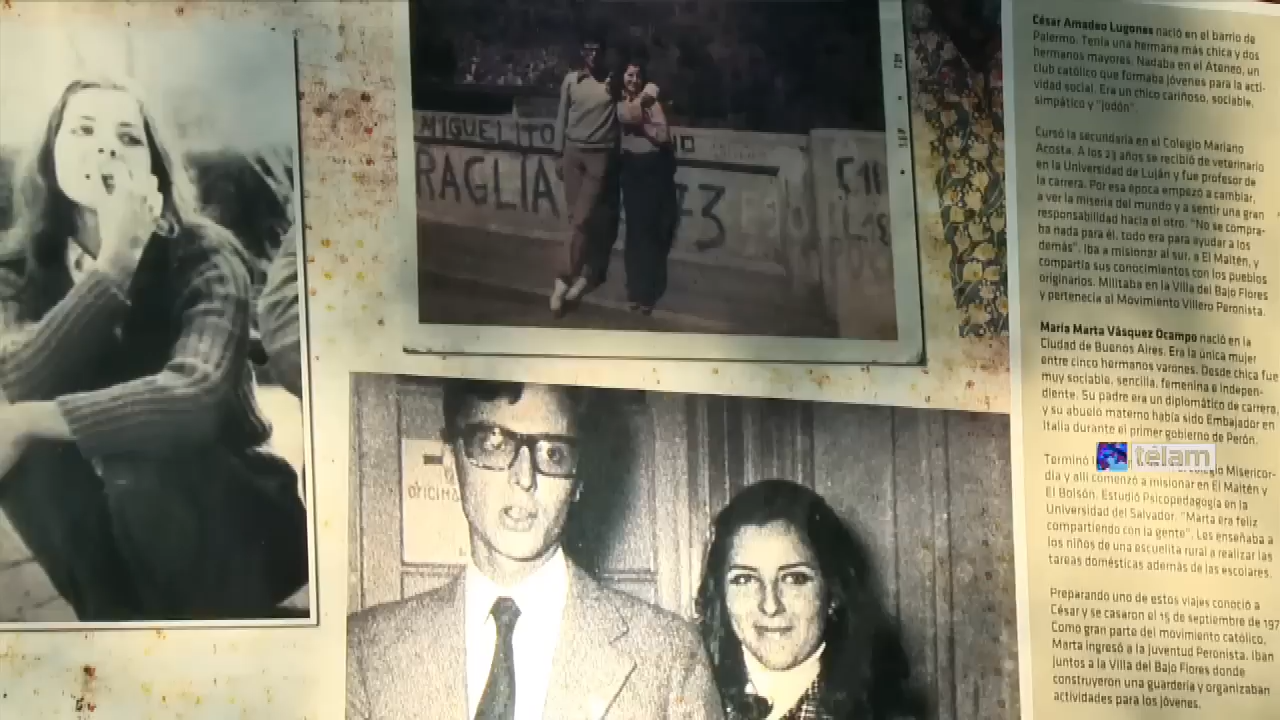 MIGUELITO
RAGLIA
73
OFICINA
César Amadeo Lugones nació en el barrio de
Palermo. Tenía una hermana más chica y dos
hermanos mayores. Nadaba en el Ateneo, un
club católico que formaba jóvenes para la acti-
vidad social. Era un chico cariñoso, sociable,
simpático y "jodón".
Cursó la secundaria en el Colegio Mariano
Acosta. A los 23 años se recibió de veterinario
en la Universidad de Luján y fue profesor de
la carrera. Por esa época empezó a cambiar,
a ver la miseria del mundo y a sentir una gran
responsabilidad hacia el otro. "No se compra-
ba nada para él, todo era para ayudar a los
demás". Iba a misionar al sur, a El Maitén, y
compartía sus conocimientos con los pueblos
originarios. Militaba en la Villa del Bajo Flores
y pertenecía al Movimiento Villero Peronista.
María Marta Vásquez Ocampo nació en la
Ciudad de Buenos Aires. Era la única mujer
entre cinco hermanos varones. Desde chica fue
muy sociable, sencilla, femenina e indepen-
diente. Su padre era un diplomático de carrera,
y su abuelo materno había sido Embajador en
Italia durante el primer gobierno de Perón.
télam
Terminó Misericor-
dia y allí comenzó a misionar en El Maitén y
El Bolsón. Estudió Psicopedagogía en la
Universidad del Salvador. "Marta era feliz
compartiendo con la gente". Les enseñaba a
los niños de una escuelita rural a realizar las
tareas domésticas además de las escolares.
Preparando uno de estos viajes conoció a
César y se casaron el 15 de septiembre de 197
Como gran parte del movimiento católico,
Marta ingresó a la Juventud Peronista. Iban
juntos a la Villa del Bajo Flores donde
construyeron una guardería y organizaban
actividades para los jóvenes.